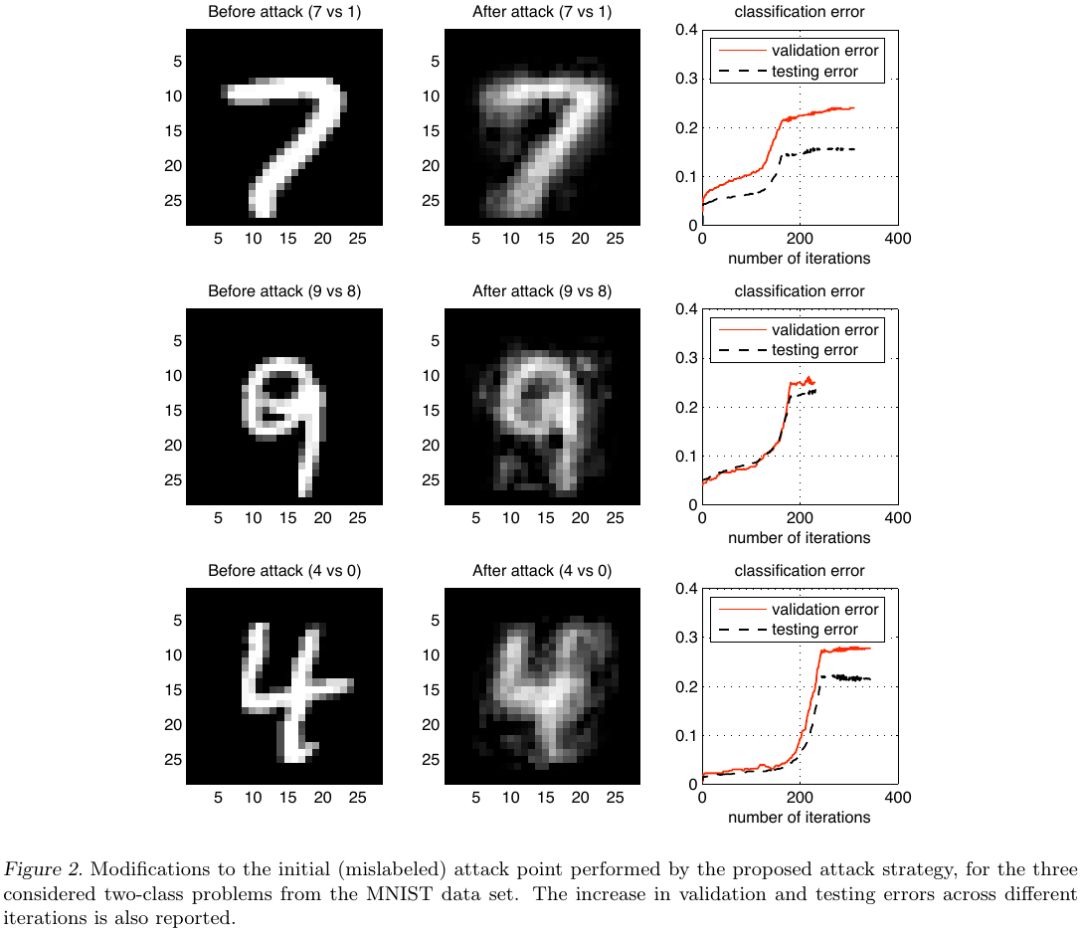 Before attack (7 vs 1)
After attack (7 vs 1)
classification error
5
10
15
20
25
5 10 15 20 25
5
10
15
20
25
5 10 15 20 25
0.4
0.3
0.2
0.1
0
validation error
testing error
0 200 400
number of iterations
Before attack (9 vs 8)
After attack (9 vs 8)
classification error
5
10
15
20
25
5 10 15 20 25
5
10
15
20
25
5 10 15 20 25
0.4
0.3
0.2
0.1
0
validation error
testing error
0 200 400
number of iterations
Before attack (4 vs 0)
After attack (4 vs 0)
classification error
5
10
15
20
25
5 10 15 20 25
5
10
15
20
25
5 10 15 20 25
0.4
0.3
0.2
0.1
0
validation error
testing error
0 200 400
number of iterations
Figure 2. Modifications to the initial (mislabeled) attack point performed by the proposed attack strategy, for the three
considered two-class problems from the MNIST data set. The increase in validation and testing errors across different
iterations is also reported.